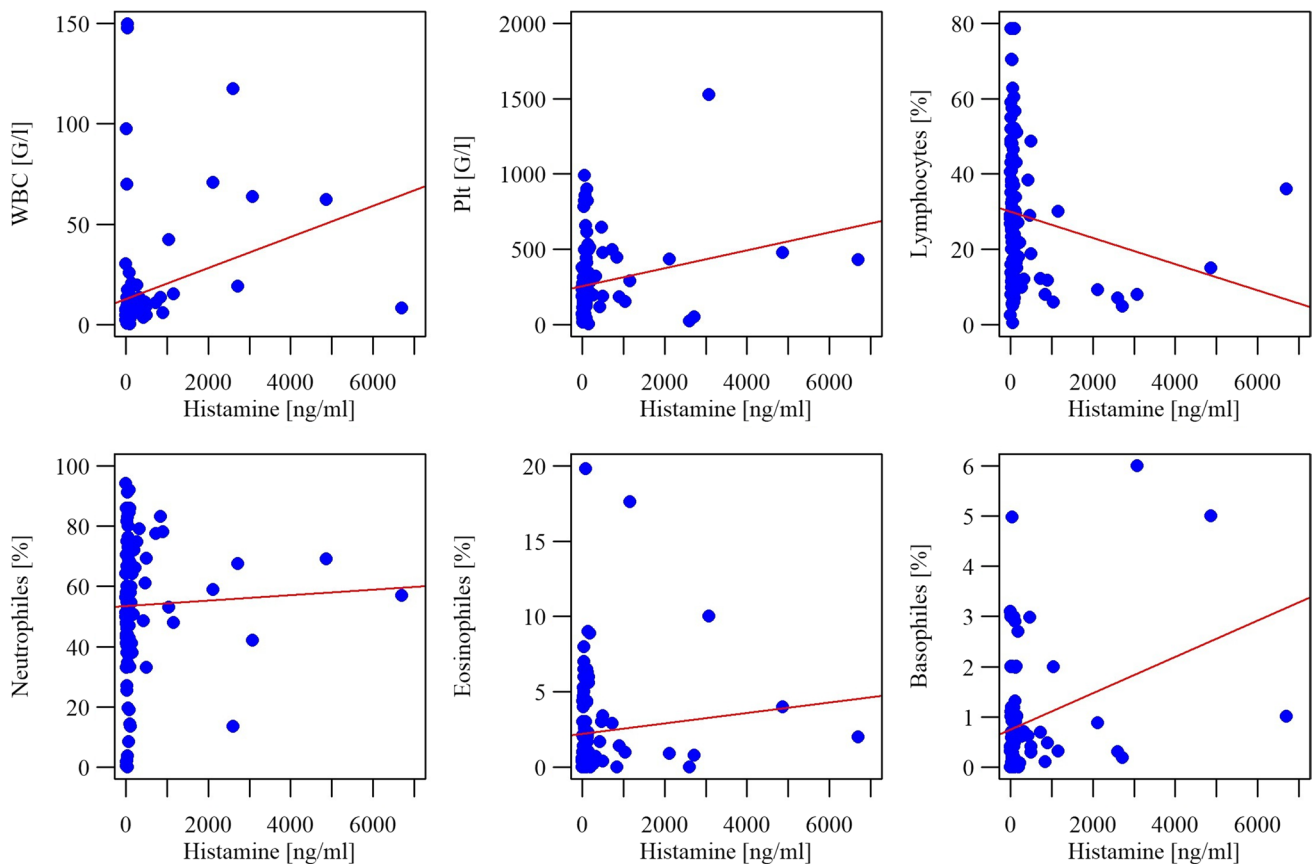 WBC [G/l]
150
100
50
0
0 2000 4000 6000
Histamine [ng/ml]
Plt [G/l]
2000
1500
1000
500
0
0 2000 4000 6000
Histamine [ng/ml]
Lymphocytes [%]
80
60
40
20
0
0 2000 4000 6000
Histamine [ng/ml]
Neutrophiles [%]
100
80
60
40
20
0
0 2000 4000 6000
Histamine [ng/ml]
Eosinophiles [%]
20
15
10
5
0
0 2000 4000 6000
Histamine [ng/ml]
Basophiles [%]
6
5
4
3
2
1
0
0 2000 4000 6000
Histamine [ng/ml]